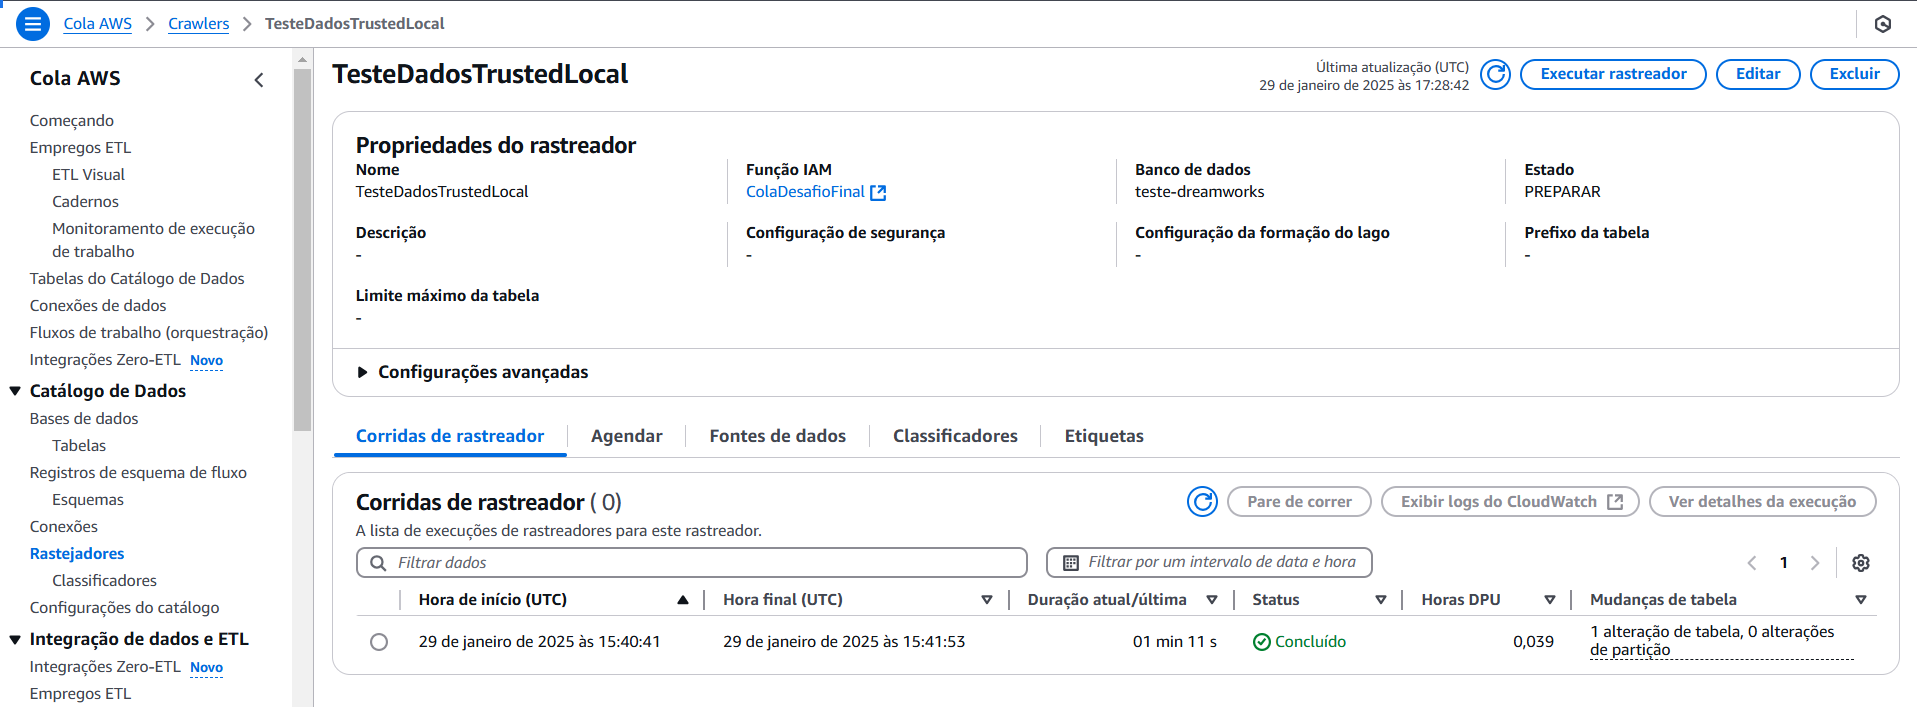 Cola AWS
Crawlers
TesteDadosTrustedLocal
Cola AWS
Começando
Empregos ETL
ETL Visual
Cadernos
Monitoramento de execução
de trabalho
Tabelas do Catálogo de Dados
Conexões de dados
Fluxos de trabalho (orquestração)
Integrações Zero-ETL Novo
Catálogo de Dados
Bases de dados
Tabelas
Registros de esquema de fluxo
Esquemas
Conexões
Rastejadores
Classificadores
Configurações do catálogo
Integração de dados e ETL
Integrações Zero-ETL Novo
Empregos ETL
TesteDadosTrustedLocal
Última atualização (UTC)
29 de janeiro de 2025 às 17:28:42
Executar rastreador
Editar
Excluir
Propriedades do rastreador
Nome
TesteDadosTrustedLocal
Função IAM
ColaDesafioFinal
Banco de dados
teste-dreamworks
Estado
PREPARAR
Descrição
-
Configuração de segurança
-
Configuração da formação do lago
-
Prefixo da tabela
-
Limite máximo da tabela
-
Configurações avançadas
Corridas de rastreador
Agendar
Fontes de dados
Classificadores
Etiquetas
Corridas de rastreador ( 0)
A lista de execuções de rastreadores para este rastreador.
Pare de correr
Exibir logs do CloudWatch
Ver detalhes da execução
Filtrar dados
Filtrar por um intervalo de data e hora
1
Hora de início (UTC)
Hora final (UTC)
Duração atual/última
Status
Horas DPU
Mudanças de tabela
29 de janeiro de 2025 às 15:40:41
29 de janeiro de 2025 às 15:41:53
01 min 11 s
Concluído
0,039
1 alteração de tabela, 0 alterações
de partição